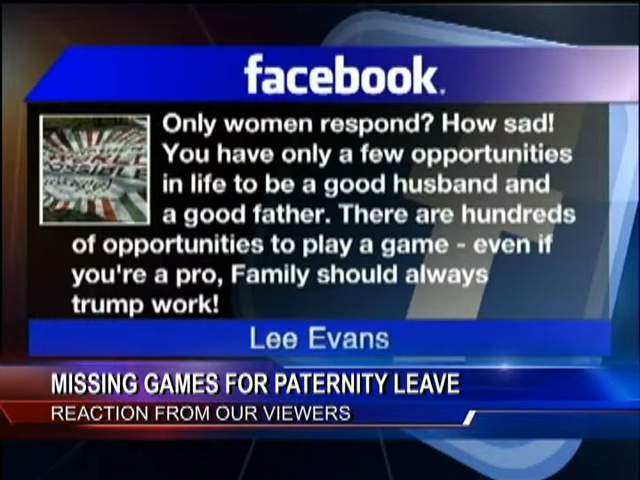 facebook.
Only women respond? How sad!
You have only a few opportunities
in life to be a good husband and
a good father. There are hundreds
of opportunities to play a game - even if
you're a pro, Family should always
trump work!
Lee Evans
MISSING GAMES FOR PATERNITY LEAVE
REACTION FROM OUR VIEWERS